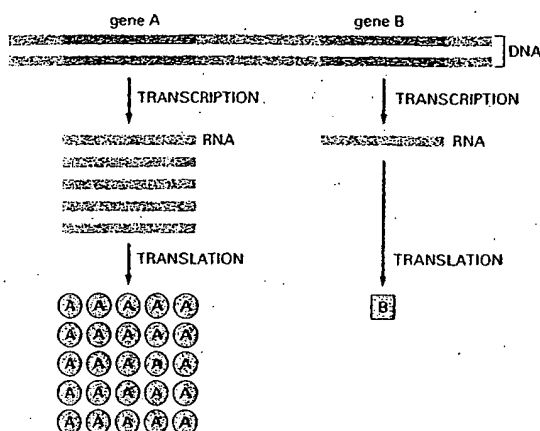 gene A gene B
DNA
TRANSCRIPTION TRANSCRIPTION
RNA RNA
TRANSLATION TRANSLATION
A A A A A B
A A A A A
A A A A A
A A A A A
A A A A A